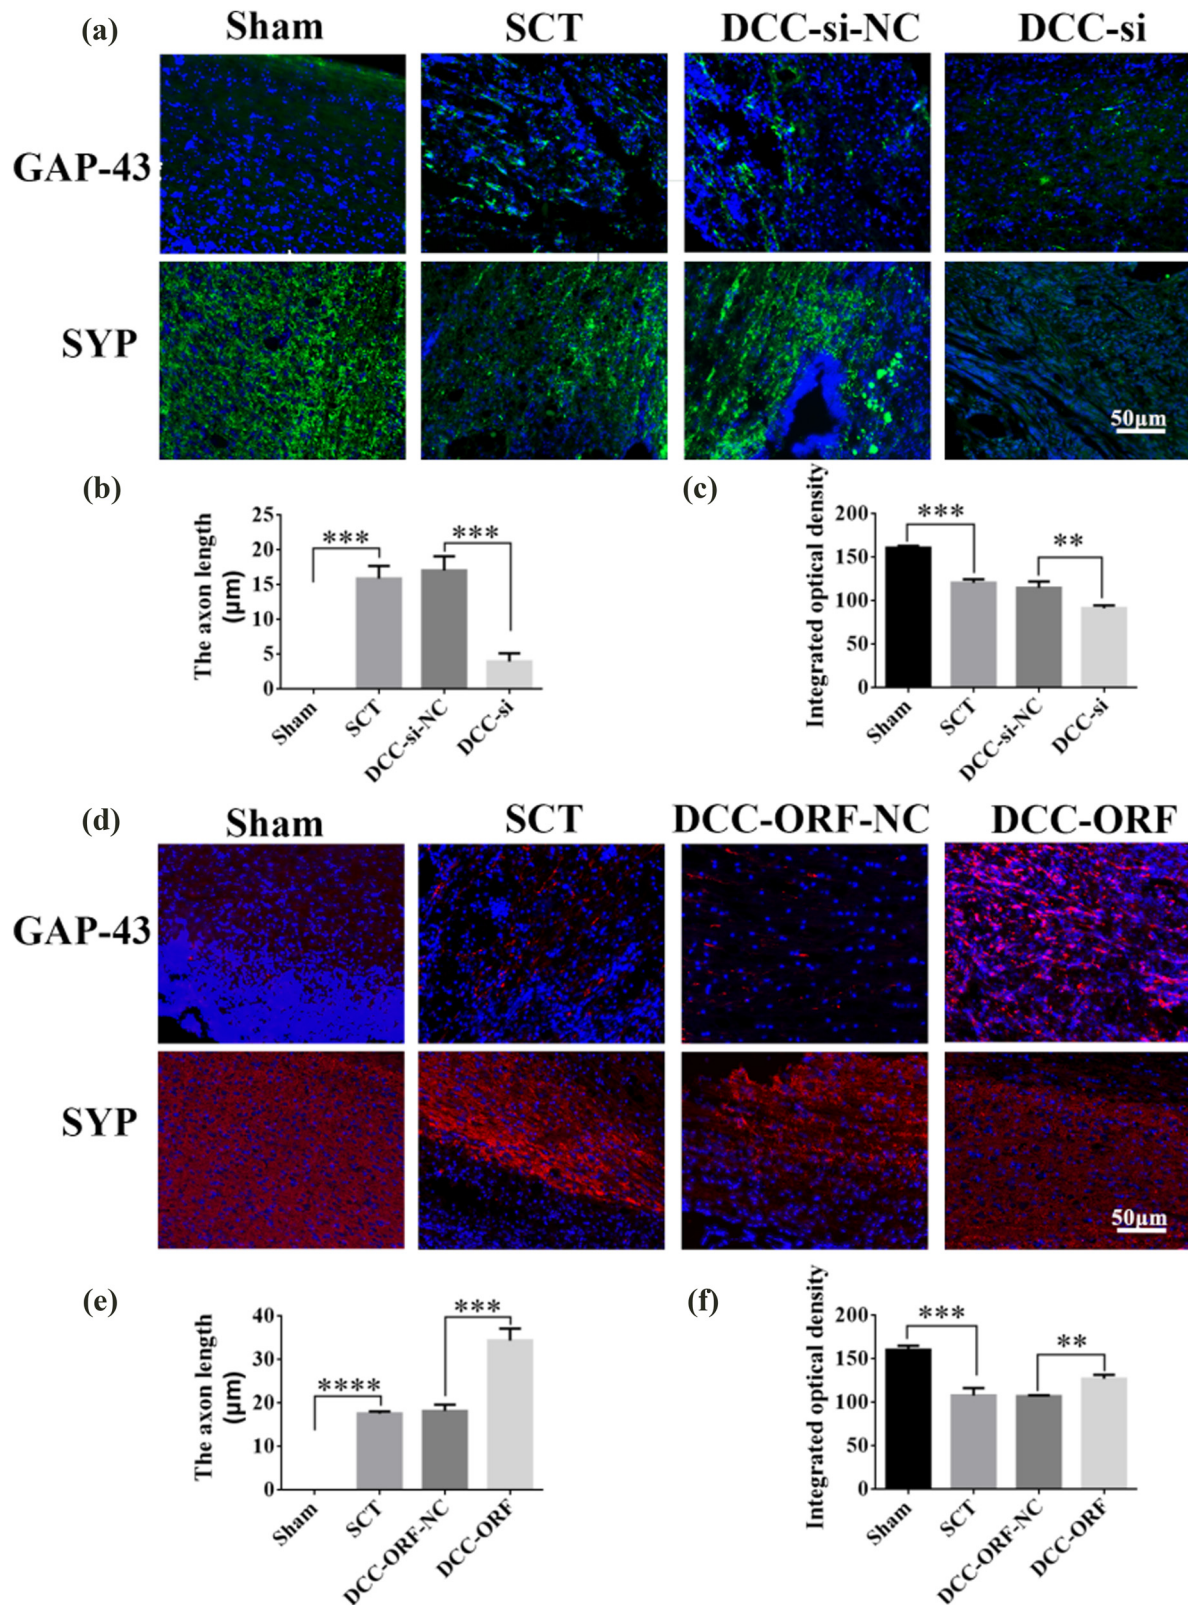 (a) Sham SCT DCC-si-NC DCC-si
GAP-43
SYP
50μm
(b)
The axon length
(μm)
25
20
15
10
5
0
*** ***
Sham SCT DCC-si-NC DCC-si
(c)
Integrated optical density
200
150
100
50
0
*** **
Sham SCT DCC-si-NC DCC-si
(d) Sham SCT DCC-ORF-NC DCC-ORF
GAP-43
SYP
50μm
(e)
The axon length
(μm)
40
30
20
10
0
**** ***
Sham SCT DCC-ORF-NC DCC-ORF
(f)
Integrated optical density
200
150
100
50
0
*** **
Sham SCT DCC-ORF-NC DCC-ORF